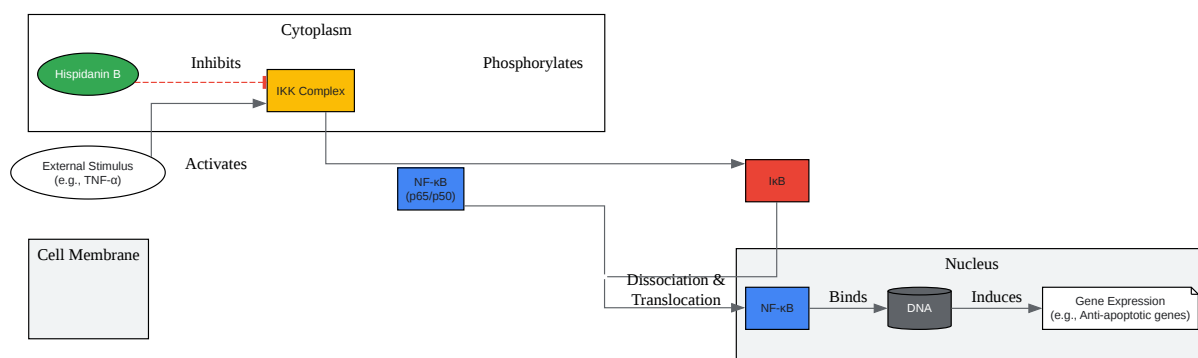 Cytoplasm
Hispidanin B
Inhibits
Phosphorylates
IKK Complex
External Stimulus
(e.g., TNF-α)
Activates
NF-κB
(p65/p50)
IκB
Cell Membrane
Dissociation &
Translocation
Nucleus
NF-κB
Binds
DNA
Induces
Gene Expression
(e.g., Anti-apoptotic genes)